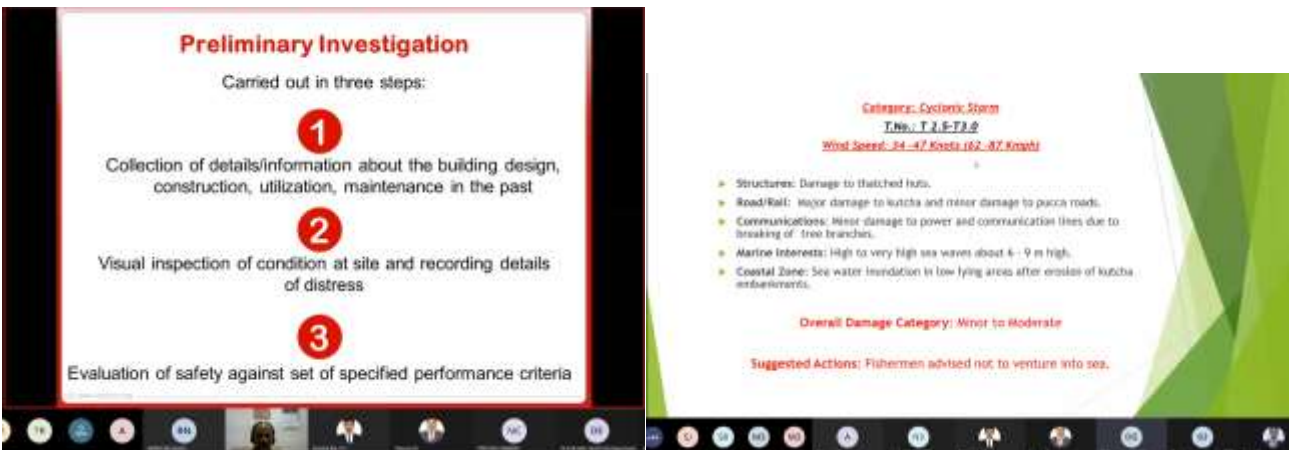 Preliminary Investigation
Carried out in three steps:
1
Collection of details/information about the building design,
construction, utilization, maintenance in the past
2
Visual inspection of condition at site and recording details
of distress
3
Evaluation of safety against set of specified performance criteria
TR
A
RN
NC
Category: Cyclonic Storm
T.No.: T 2.5-T3.0
Wind Speed: 34 -47 Knots (62 -87 Kmph)
Structures: Damage to thatched huts.
Road/Rail: Major damage to kutcha and minor damage to pucca roads.
Communications: Minor damage to power and communication lines due to
breaking of tree branches.
Marine Interests: High to very high sea waves about 6 - 9 m high.
Coastal Zone: Sea water inundation in low lying areas after erosion of kutcha
embankments.
Overall Damage Category: Minor to Moderate
Suggested Actions: Fishermen advised not to venture into sea.
A